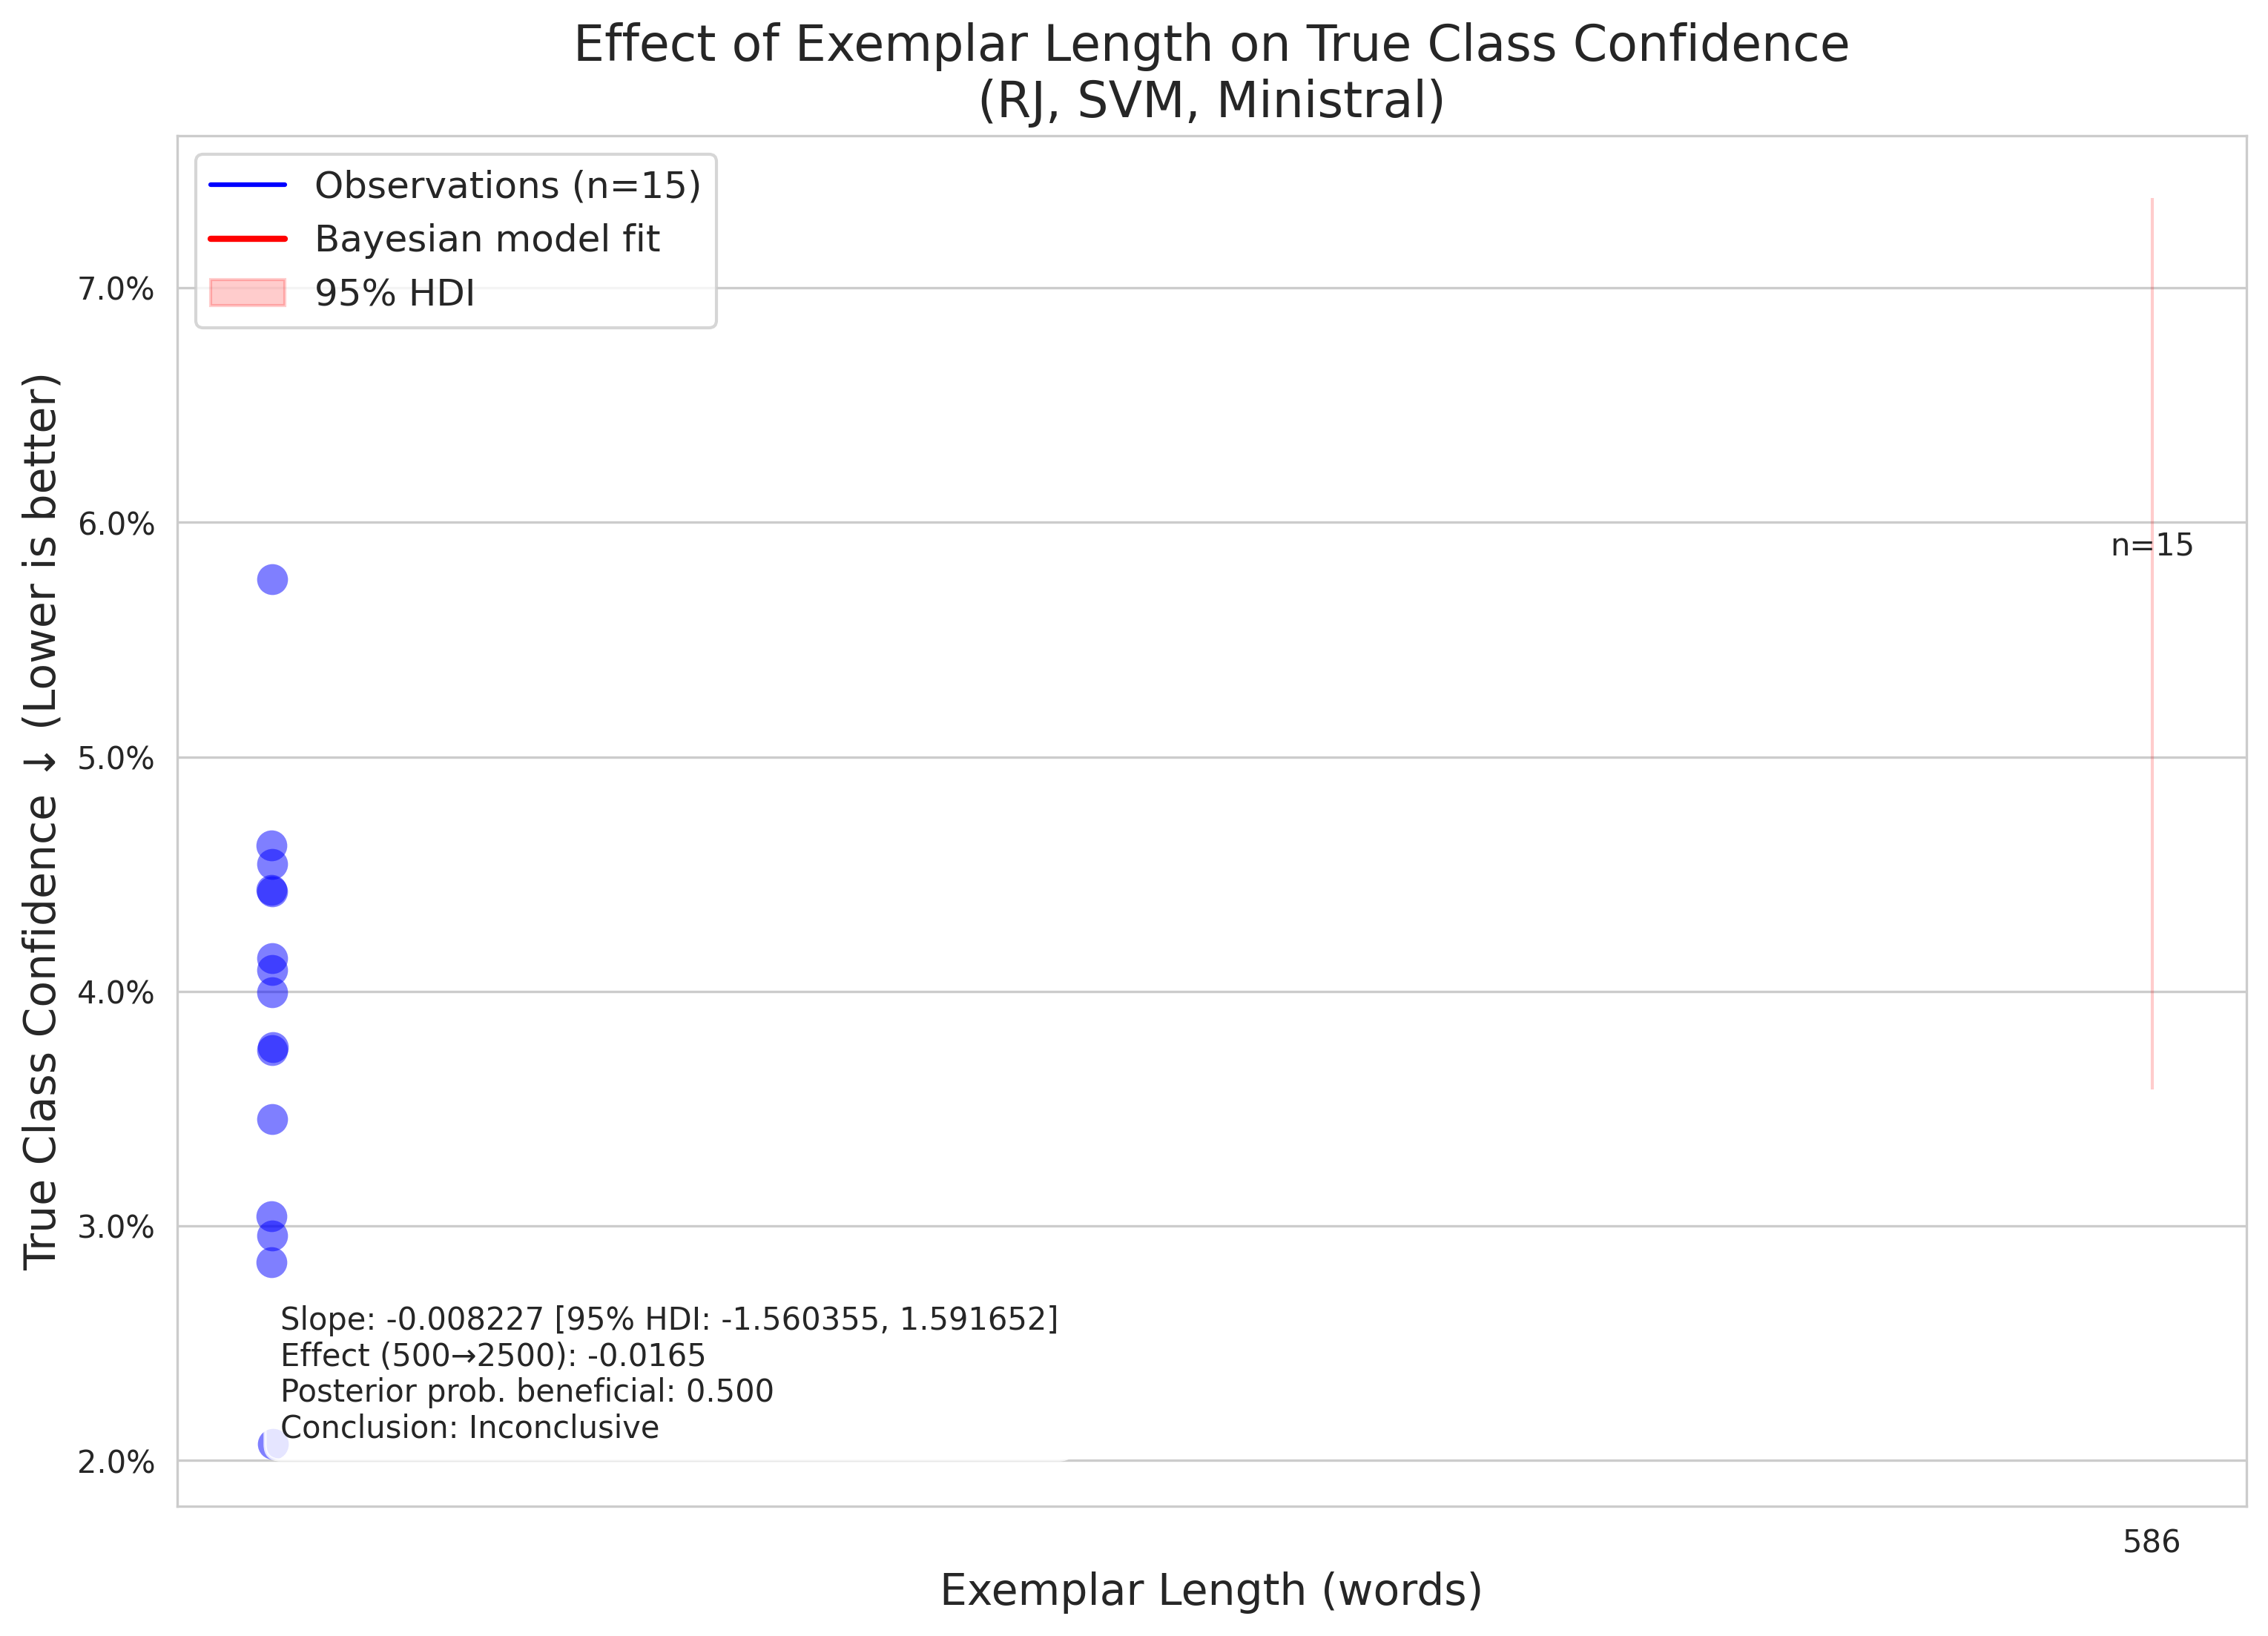 Effect of Exemplar Length on True Class Confidence
(RJ, SVM, Ministral)
Observations (n=15)
Bayesian model fit
95% HDI
True Class Confidence ↓ (Lower is better)
7.0%
6.0%
5.0%
4.0%
3.0%
2.0%
n=15
Slope: -0.008227 [95% HDI: -1.560355, 1.591652]
Effect (500→2500): -0.0165
Posterior prob. beneficial: 0.500
Conclusion: Inconclusive
586
Exemplar Length (words)